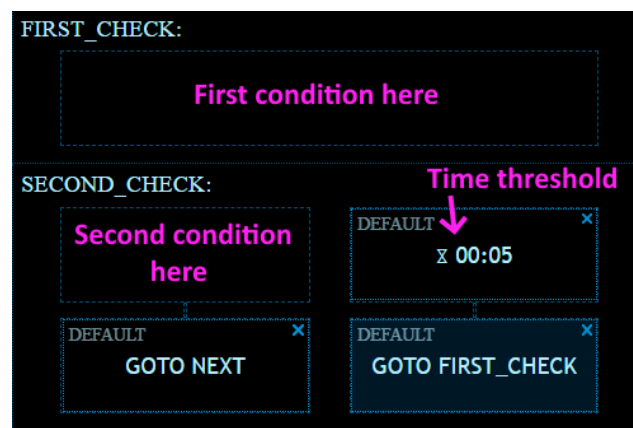 FIRST_CHECK:
First condition here
SECOND_CHECK:
Time threshold
Second condition
here
DEFAULT ×
⧖ 00:05
DEFAULT ×
GOTO NEXT
DEFAULT ×
GOTO FIRST_CHECK